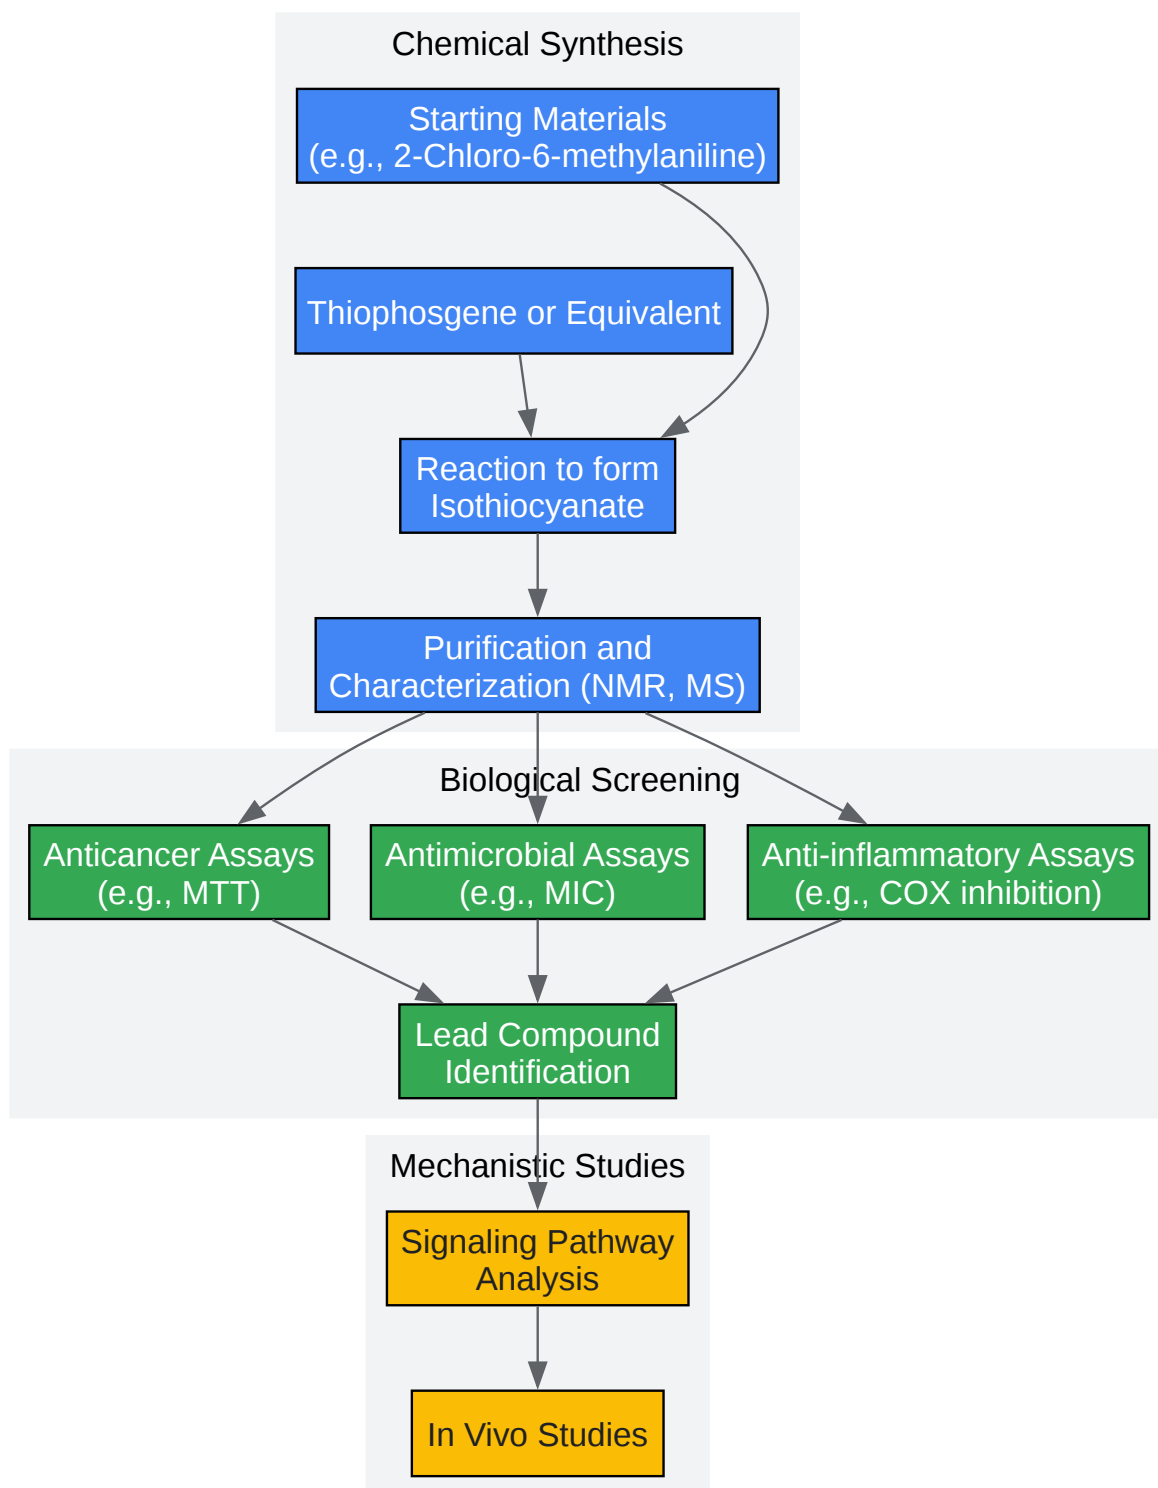 Chemical Synthesis
Starting Materials
(e.g., 2-Chloro-6-methylaniline)
Thiophosgene or Equivalent
Reaction to form
Isothiocyanate
Purification and
Characterization (NMR, MS)
Biological Screening
Anticancer Assays
(e.g., MTT)
Antimicrobial Assays
(e.g., MIC)
Anti-inflammatory Assays
(e.g., COX inhibition)
Lead Compound
Identification
Mechanistic Studies
Signaling Pathway
Analysis
In Vivo Studies